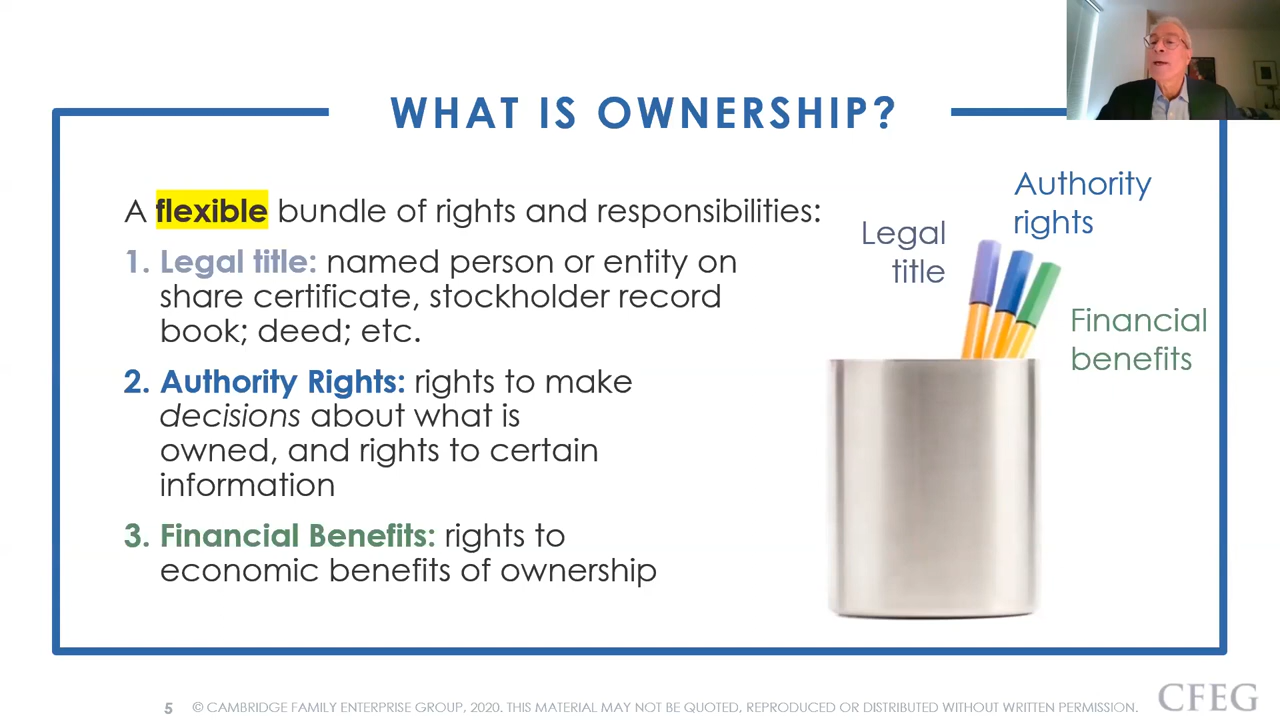 WHAT IS OWNERSHIP?
A flexible bundle of rights and responsibilities:
1. Legal title: named person or entity on
share certificate, stockholder record
book; deed; etc.
2. Authority Rights: rights to make
decisions about what is
owned, and rights to certain
information
3. Financial Benefits: rights to
economic benefits of ownership
Legal
title
Authority
rights
Financial
benefits
5 © CAMBRIDGE FAMILY ENTERPRISE GROUP, 2020. THIS MATERIAL MAY NOT BE QUOTED, REPRODUCED OR DISTRIBUTED WITHOUT WRITTEN PERMISSION.
CFEG